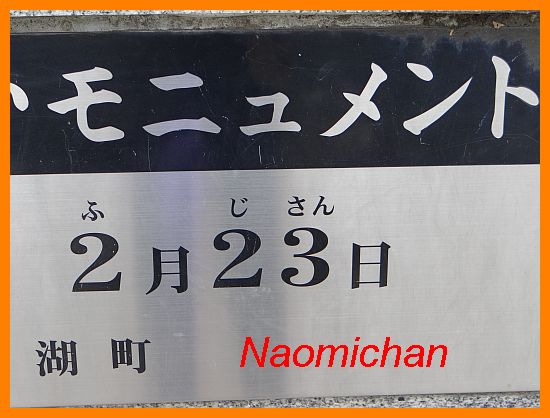 モニュメント
ふ じ さん
2月23日
湖町 Naomichan